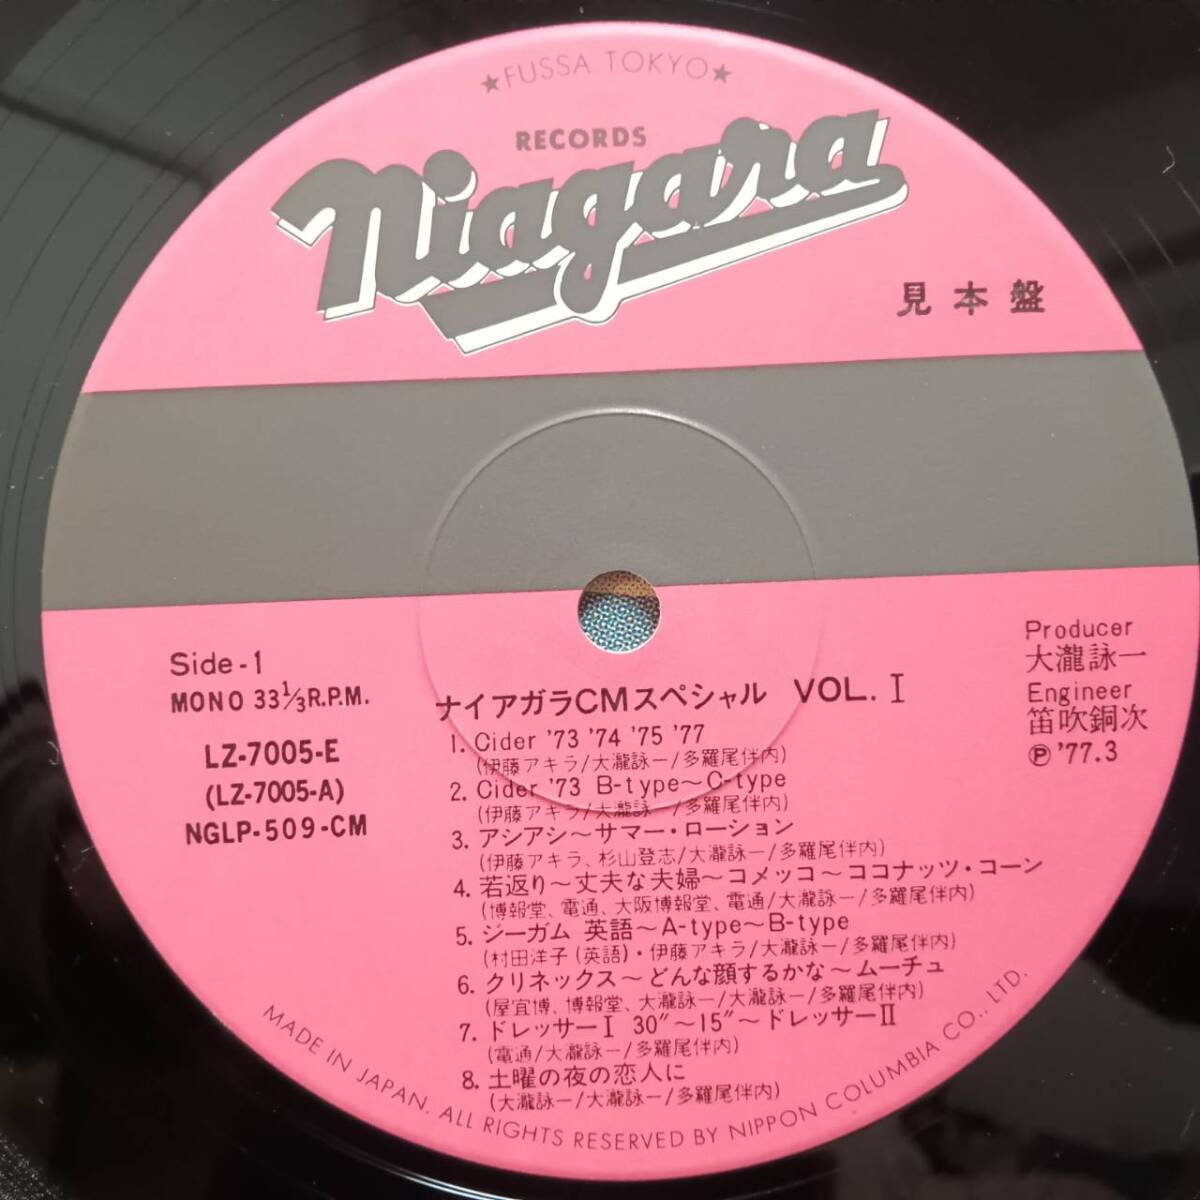 ★FUSSA TOKYO★
RECORDS
Niagara
見本盤
Side-1
MONO 33⅓R.P.M.
LZ-7005-E
(LZ-7005-A)
NGLP-509-CM
Producer
大瀧詠一
Engineer
笛吹銅次
Ⓟ'77.3
ナイアガラCMスペシャル VOL. I
1. Cider '73 '74 '75 '77
(伊藤アキラ/大瀧詠一/多羅尾伴内)
2. Cider '73 B-type〜C-type
(伊藤アキラ/大瀧詠一/多羅尾伴内)
3. アシアシ〜サマー・ローション
(伊藤アキラ、杉山登志/大瀧詠一/多羅尾伴内)
4. 若返り〜丈夫な夫婦〜コメッコ〜ココナッツ・コーン
(博報堂、電通、大阪博報堂、電通/大瀧詠一/多羅尾伴内)
5. ジーガム 英語〜A-type〜B-type
(村田洋子(英語)・伊藤アキラ/大瀧詠一/多羅尾伴内)
6. クリネックス〜どんな顔するかな〜ムーチュ
(屋宜博、博報堂、大瀧詠一/大瀧詠一/多羅尾伴内)
7. ドレッサーI 30″〜15″〜ドレッサーII
(電通/大瀧詠一/多羅尾伴内)
8. 土曜の夜の恋人に
(大瀧詠一/大瀧詠一/多羅尾伴内)
MADE IN JAPAN. ALL RIGHTS RESERVED BY NIPPON COLUMBIA CO., LTD.